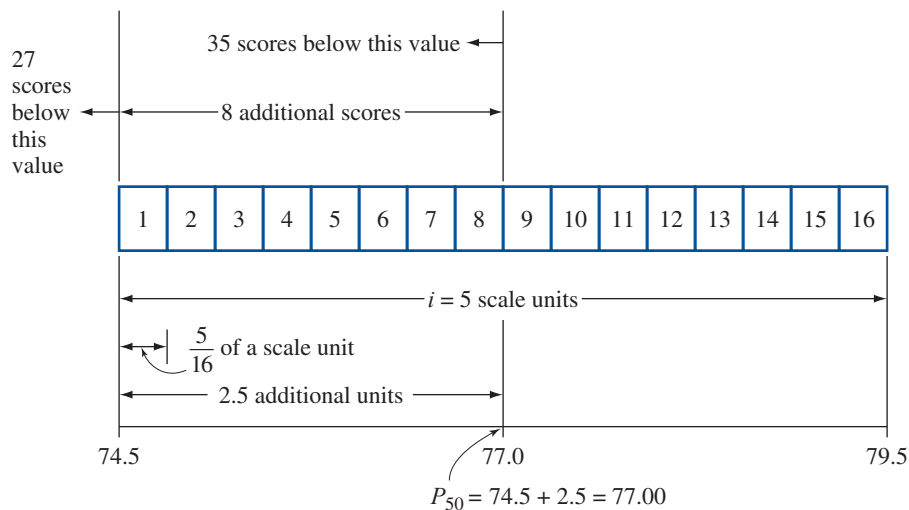 27
scores
below
this
value
35 scores below this value
8 additional scores
1 2 3 4 5 6 7 8 9 10 11 12 13 14 15 16
i = 5 scale units
5/16 of a scale unit
2.5 additional units
74.5 77.0 79.5
P50 = 74.5 + 2.5 = 77.00